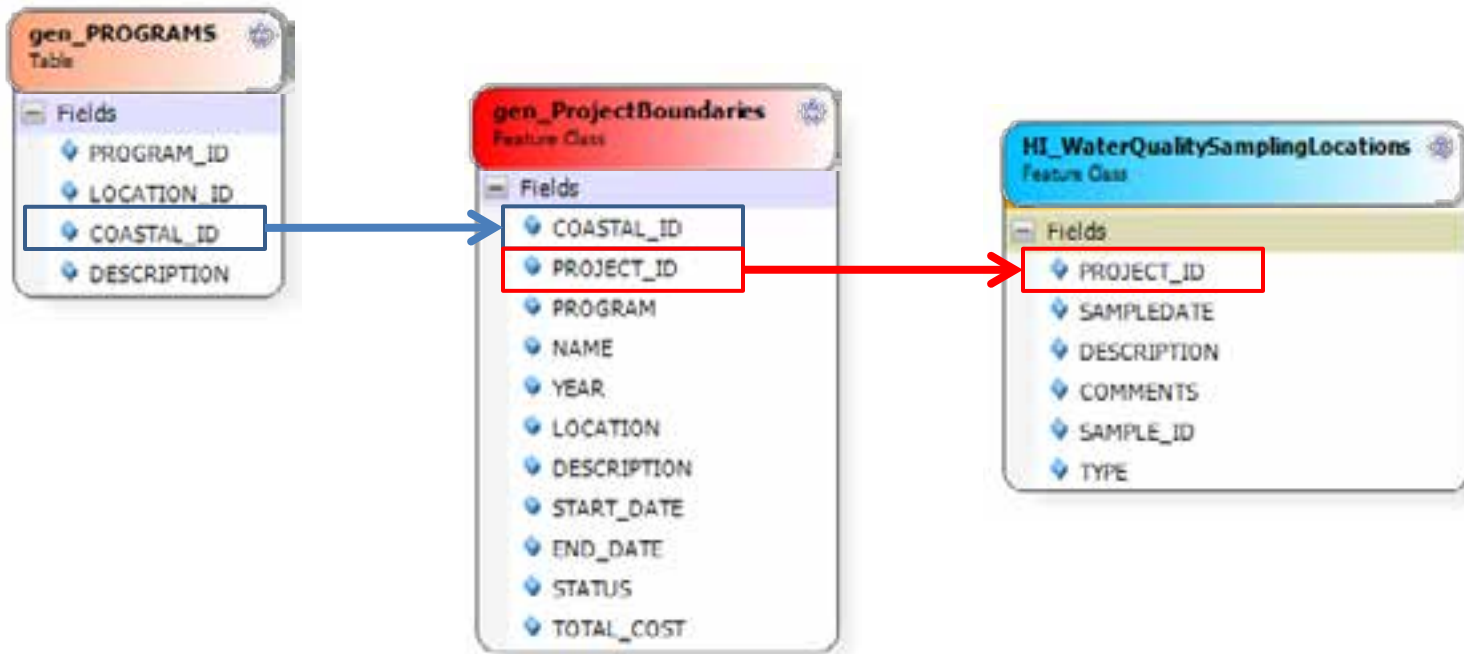 gen_PROGRAMS
Table
Fields
PROGRAM_ID
LOCATION_ID
COASTAL_ID
DESCRIPTION
gen_ProjectBoundaries
Feature Class
Fields
COASTAL_ID
PROJECT_ID
PROGRAM
NAME
YEAR
LOCATION
DESCRIPTION
START_DATE
END_DATE
STATUS
TOTAL_COST
HI_WaterQualitySamplingLocations
Feature Class
Fields
PROJECT_ID
SAMPLEDATE
DESCRIPTION
COMMENTS
SAMPLE_ID
TYPE